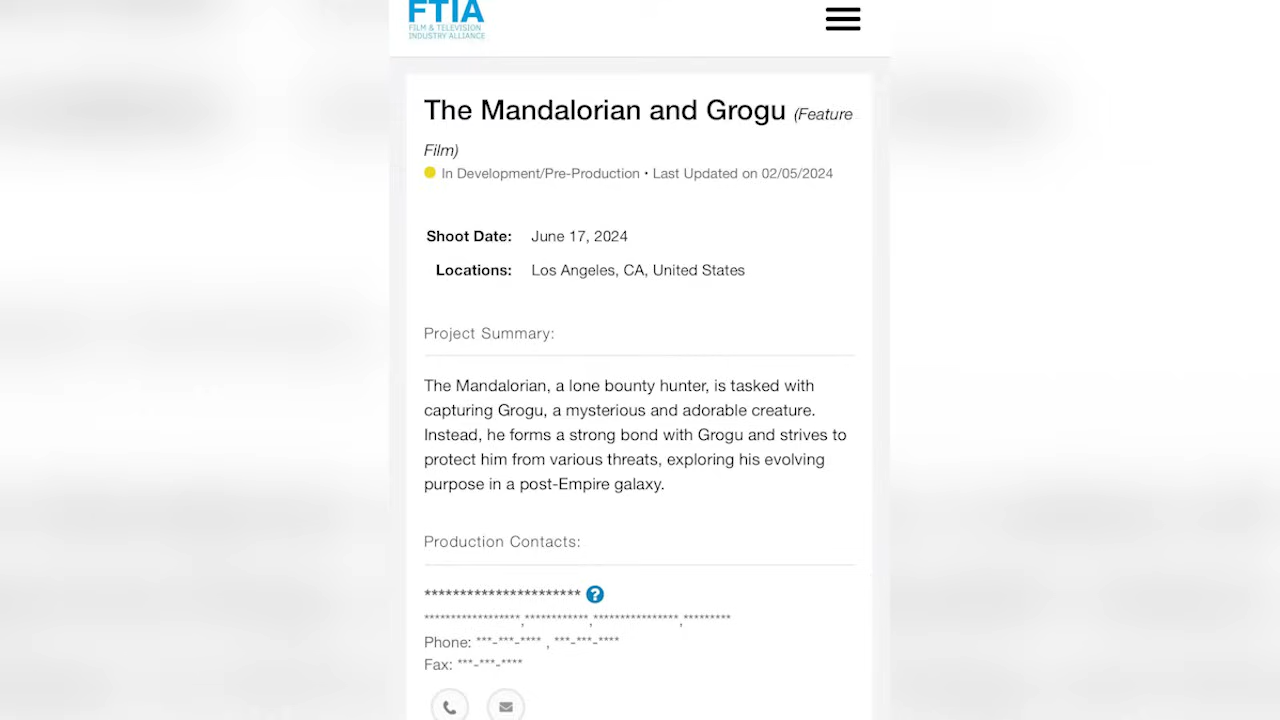 FTIA
FILM & TELEVISION
INDUSTRY ALLIANCE
The Mandalorian and Grogu (Feature
Film)
In Development/Pre-Production • Last Updated on 02/05/2024
Shoot Date: June 17, 2024
Locations: Los Angeles, CA, United States
Project Summary:
The Mandalorian, a lone bounty hunter, is tasked with
capturing Grogu, a mysterious and adorable creature.
Instead, he forms a strong bond with Grogu and strives to
protect him from various threats, exploring his evolving
purpose in a post-Empire galaxy.
Production Contacts:
********************** ?
******************,************,****************,*********
Phone: ***-***-**** , ***-***-****
Fax: ***-***-****